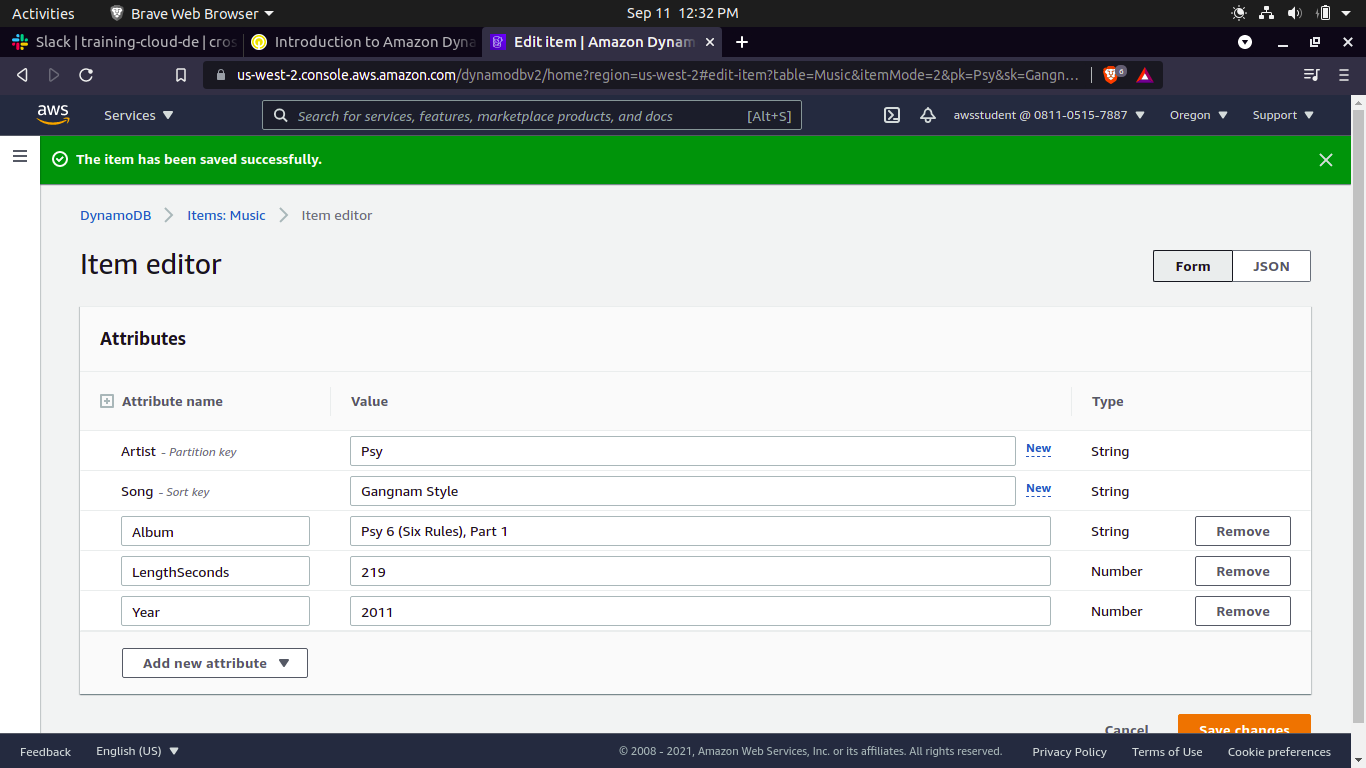 Activities Brave Web Browser Sep 11 12:32 PM
Slack | training-cloud-de | cros Introduction to Amazon Dyna Edit item | Amazon Dynam
us-west-2.console.aws.amazon.com/dynamodbv2/home?region=us-west-2#edit-item?table=Music&itemMode=2&pk=Psy&sk=Gangn... 6
aws Services Search for services, features, marketplace products, and docs [Alt+S] awsstudent @ 0811-0515-7887 Oregon Support
The item has been saved successfully.
DynamoDB Items: Music Item editor
Item editor Form JSON
Attributes
Attribute name Value Type
Artist - Partition key Psy New String
Song - Sort key Gangnam Style New String
Album Psy 6 (Six Rules), Part 1 String Remove
LengthSeconds 219 Number Remove
Year 2011 Number Remove
Add new attribute
Cancel Save changes
Feedback English (US) © 2008 - 2021, Amazon Web Services, Inc. or its affiliates. All rights reserved. Privacy Policy Terms of Use Cookie preferences